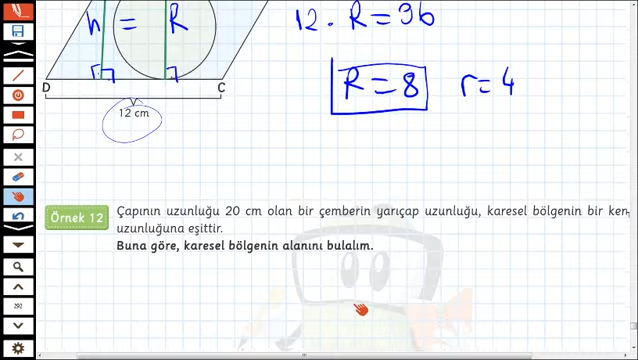 h = R
12 . R = 96
D
C
12 cm
R = 8 r = 4
Örnek 12
Çapının uzunluğu 20 cm olan bir çemberin yarıçap uzunluğu, karesel bölgenin bir ken
uzunluğuna eşittir.
Buna göre, karesel bölgenin alanını bulalım.